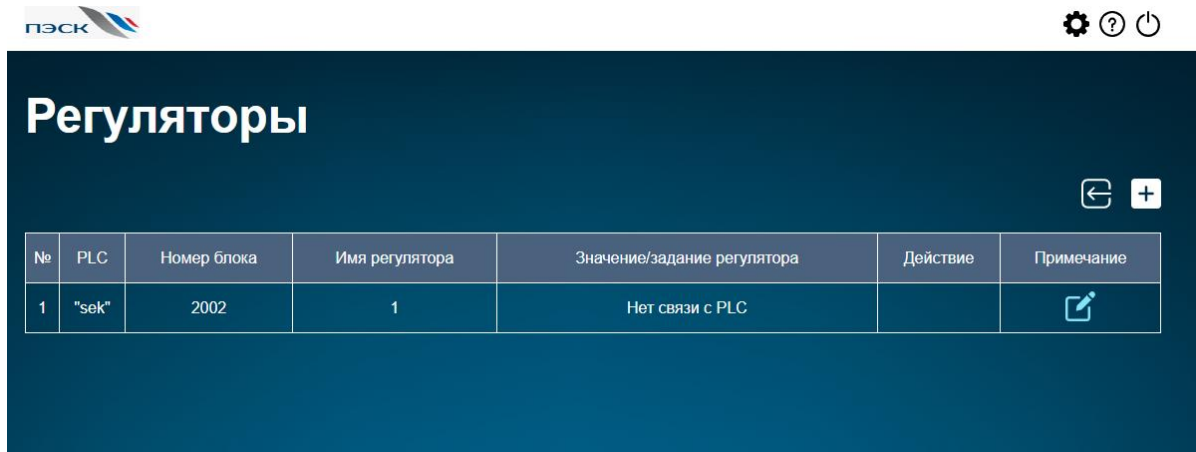 ПЭСК
Регуляторы
№ PLC Номер блока Имя регулятора Значение/задание регулятора Действие Примечание
1 "sek" 2002 1 Нет связи с PLC